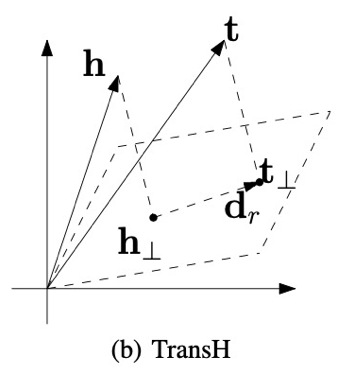 t
h
t⊥
d_r
h⊥
(b) TransH